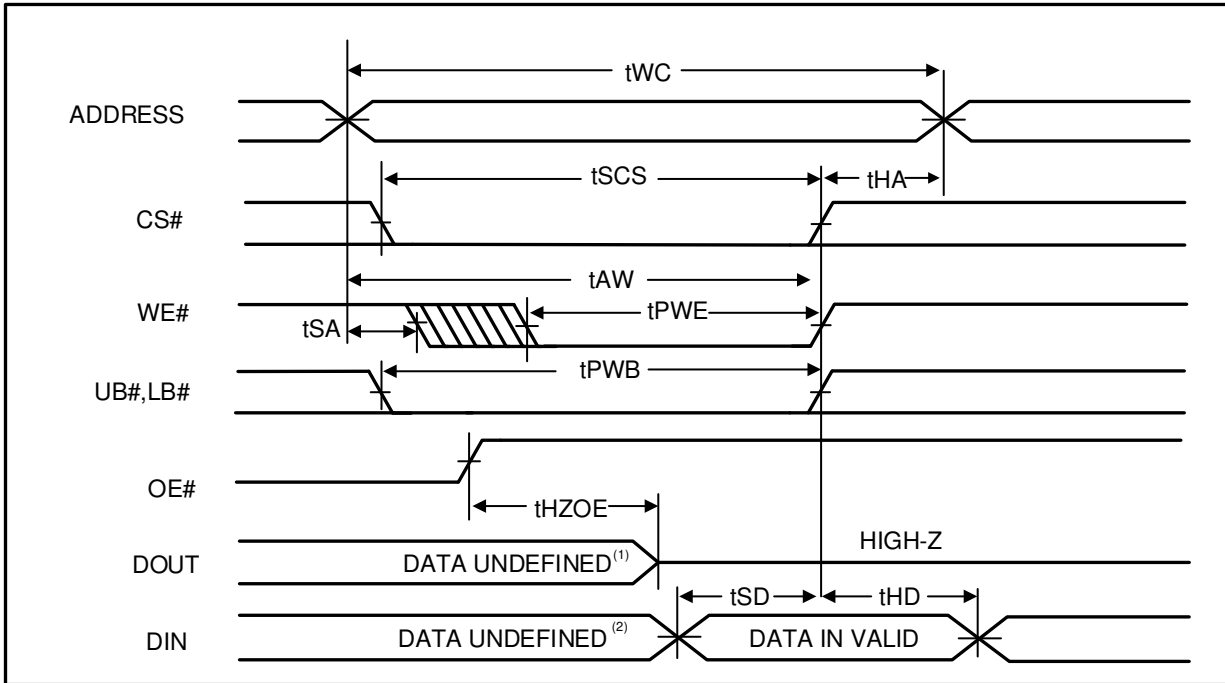 tWC
ADDRESS
tSCS
tHA
CS#
tAW
WE#
tSA
tPWE
tPWB
UB#,LB#
OE#
tHZOE
DOUT
DATA UNDEFINED(1)
HIGH-Z
tSD
tHD
DIN
DATA UNDEFINED (2)
DATA IN VALID